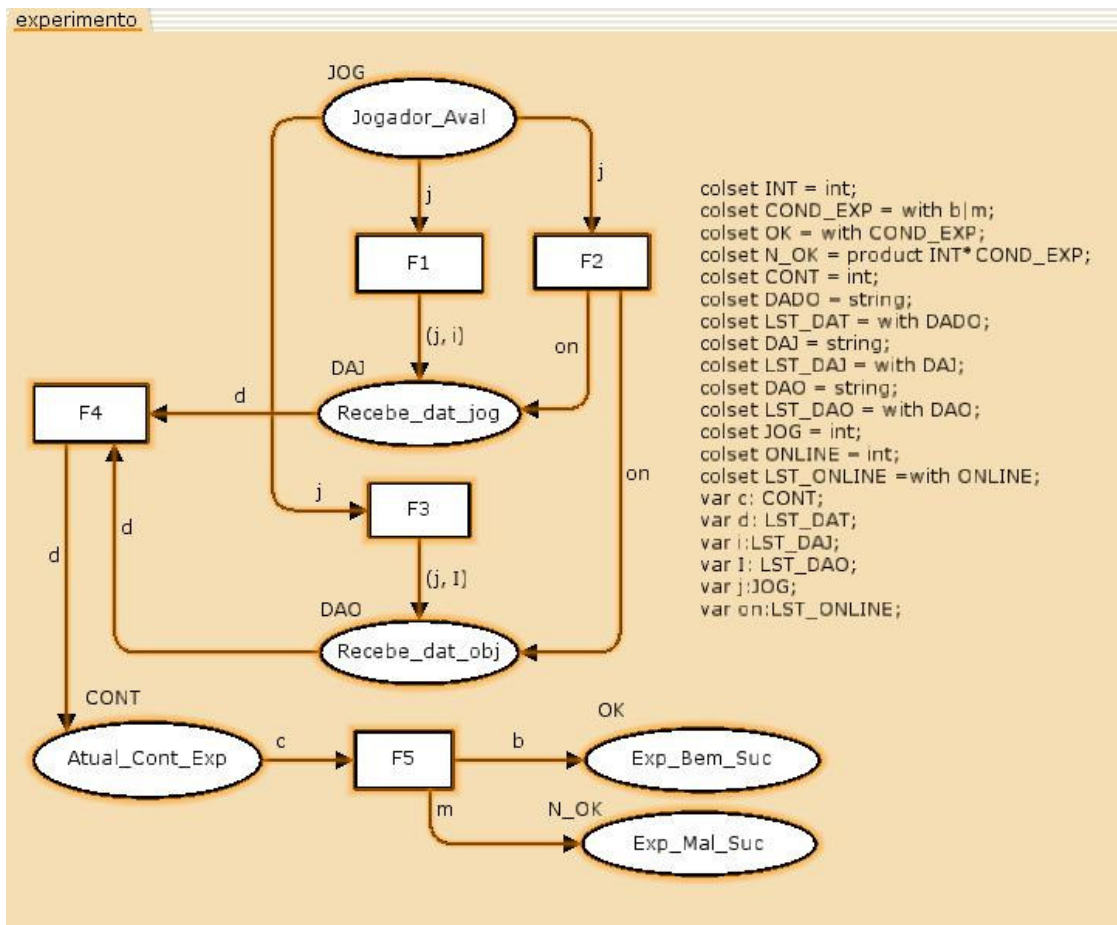 experimento
JOG
Jogador_Aval
j
j
F1
F2
(j, i)
on
DAJ
d
Recebe_dat_jog
F4
on
j
F3
d
d
(j, I)
DAO
Recebe_dat_obj
CONT
Atual_Cont_Exp
c
F5
b
OK
Exp_Bem_Suc
m
N_OK
Exp_Mal_Suc
colset INT = int;
colset COND_EXP = with b|m;
colset OK = with COND_EXP;
colset N_OK = product INT*COND_EXP;
colset CONT = int;
colset DADO = string;
colset LST_DAT = with DADO;
colset DAJ = string;
colset LST_DAJ = with DAJ;
colset DAO = string;
colset LST_DAO = with DAO;
colset JOG = int;
colset ONLINE = int;
colset LST_ONLINE =with ONLINE;
var c: CONT;
var d: LST_DAT;
var i:LST_DAJ;
var I: LST_DAO;
var j:JOG;
var on:LST_ONLINE;